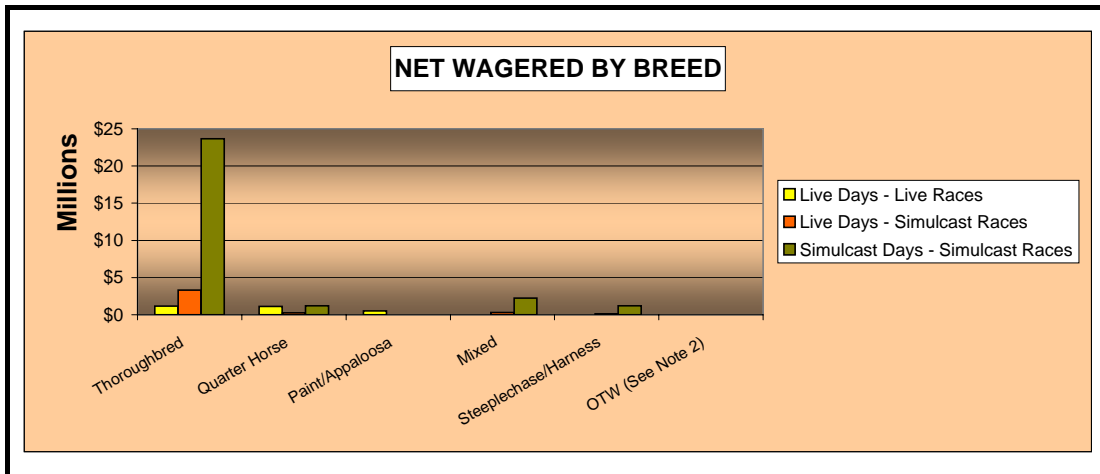 NET WAGERED BY BREED
Millions
$25
$20
$15
$10
$5
$0
Thoroughbred
Quarter Horse
Paint/Appaloosa
Mixed
Steeplechase/Harness
OTW (See Note 2)
Live Days - Live Races
Live Days - Simulcast Races
Simulcast Days - Simulcast Races